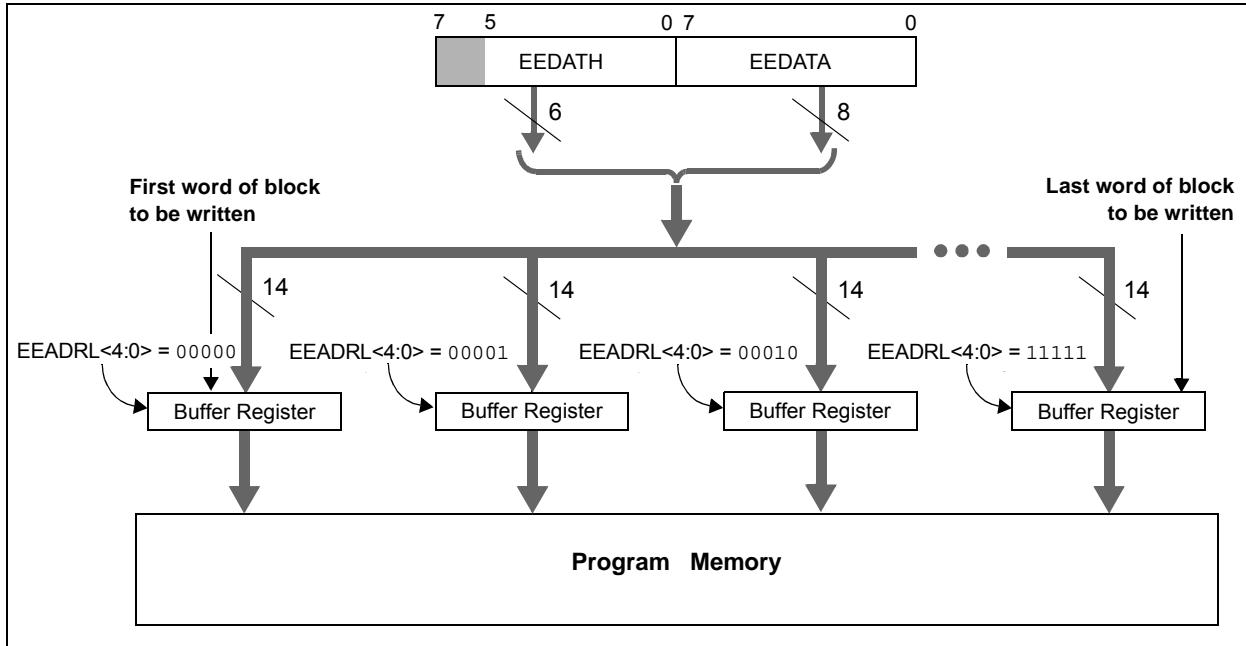 7 5 0 7 0
EEDATH EEDATA
6 8
First word of block
to be written
Last word of block
to be written
14 14 14 14
EEADRL<4:0> = 00000 EEADRL<4:0> = 00001 EEADRL<4:0> = 00010 EEADRL<4:0> = 11111
Buffer Register Buffer Register Buffer Register Buffer Register
Program Memory